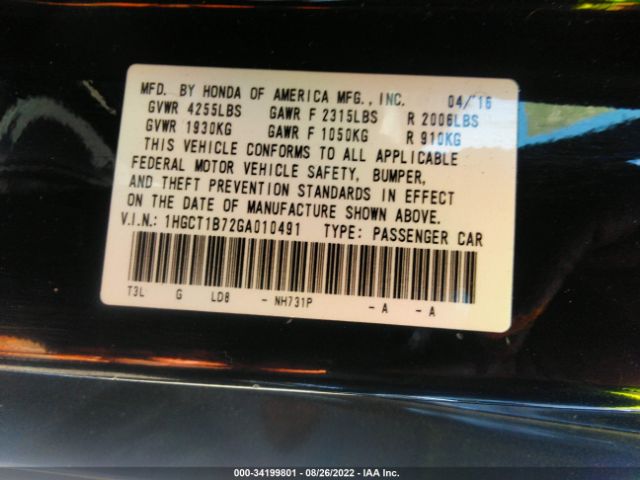 MFD. BY HONDA OF AMERICA MFG., INC. 04/'16
GVWR 4255LBS GAWR F 2315LBS R 2006LBS
GVWR 1930KG GAWR F 1050KG R 910KG
THIS VEHICLE CONFORMS TO ALL APPLICABLE
FEDERAL MOTOR VEHICLE SAFETY, BUMPER,
AND THEFT PREVENTION STANDARDS IN EFFECT
ON THE DATE OF MANUFACTURE SHOWN ABOVE.
V.I.N.: 1HGCT1B72GA010491 TYPE: PASSENGER CAR
T3L G LD8 - NH731P - A - A
000-34199801 / 08/26/2022 - IAA Inc.